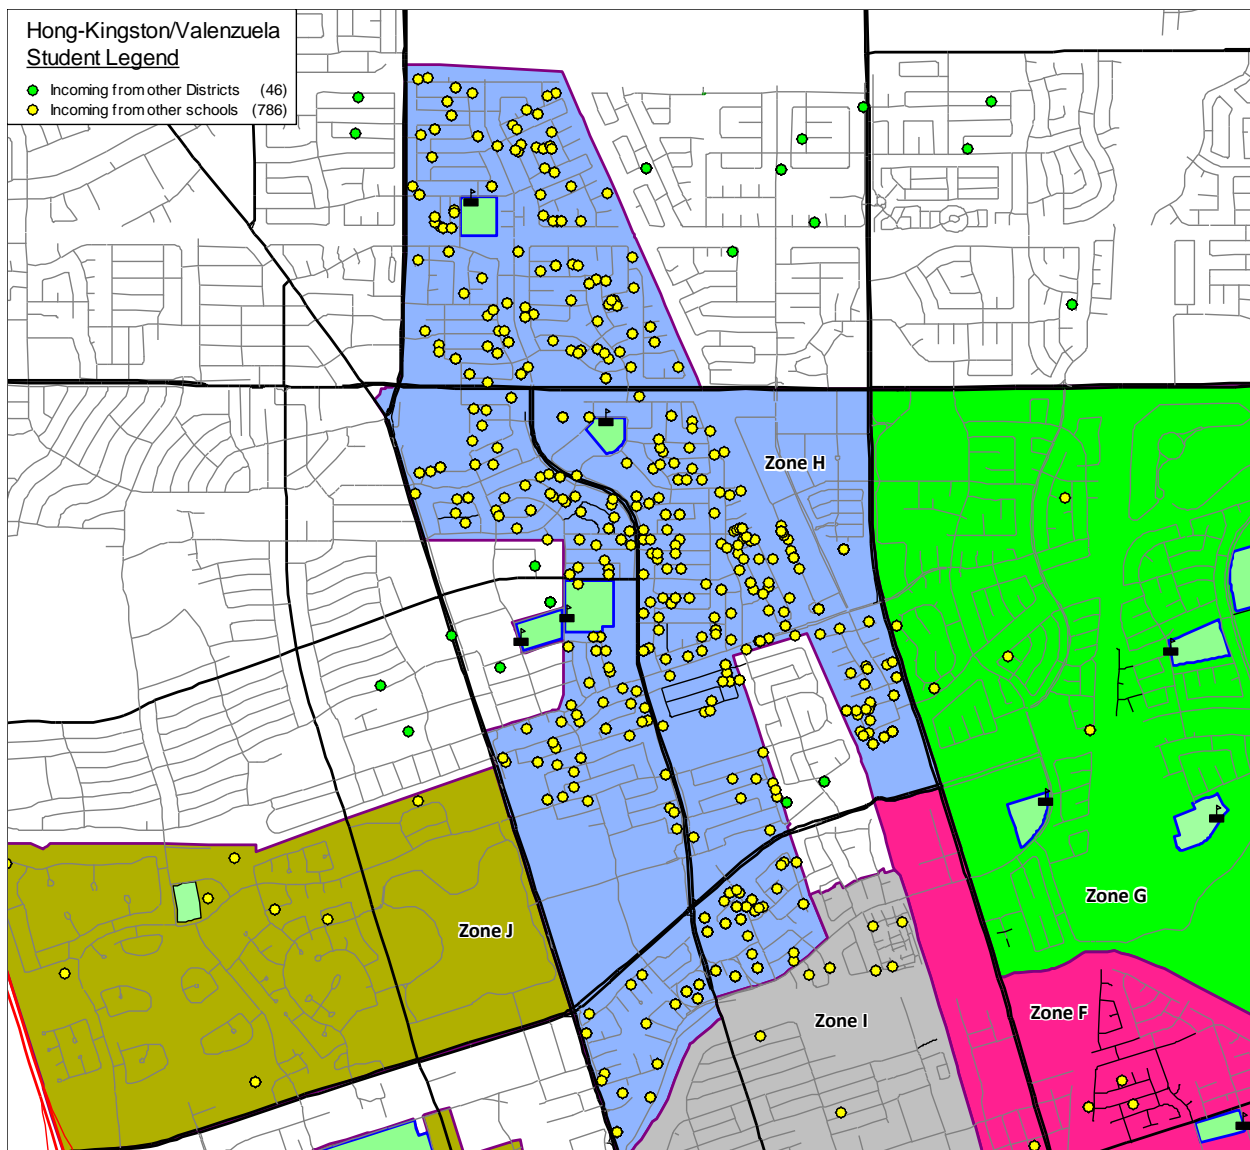 Hong-Kingston/Valenzuela
Student Legend
Incoming from other Districts (46)
Incoming from other schools (786)
Zone H
Zone G
Zone J
Zone F
Zone I